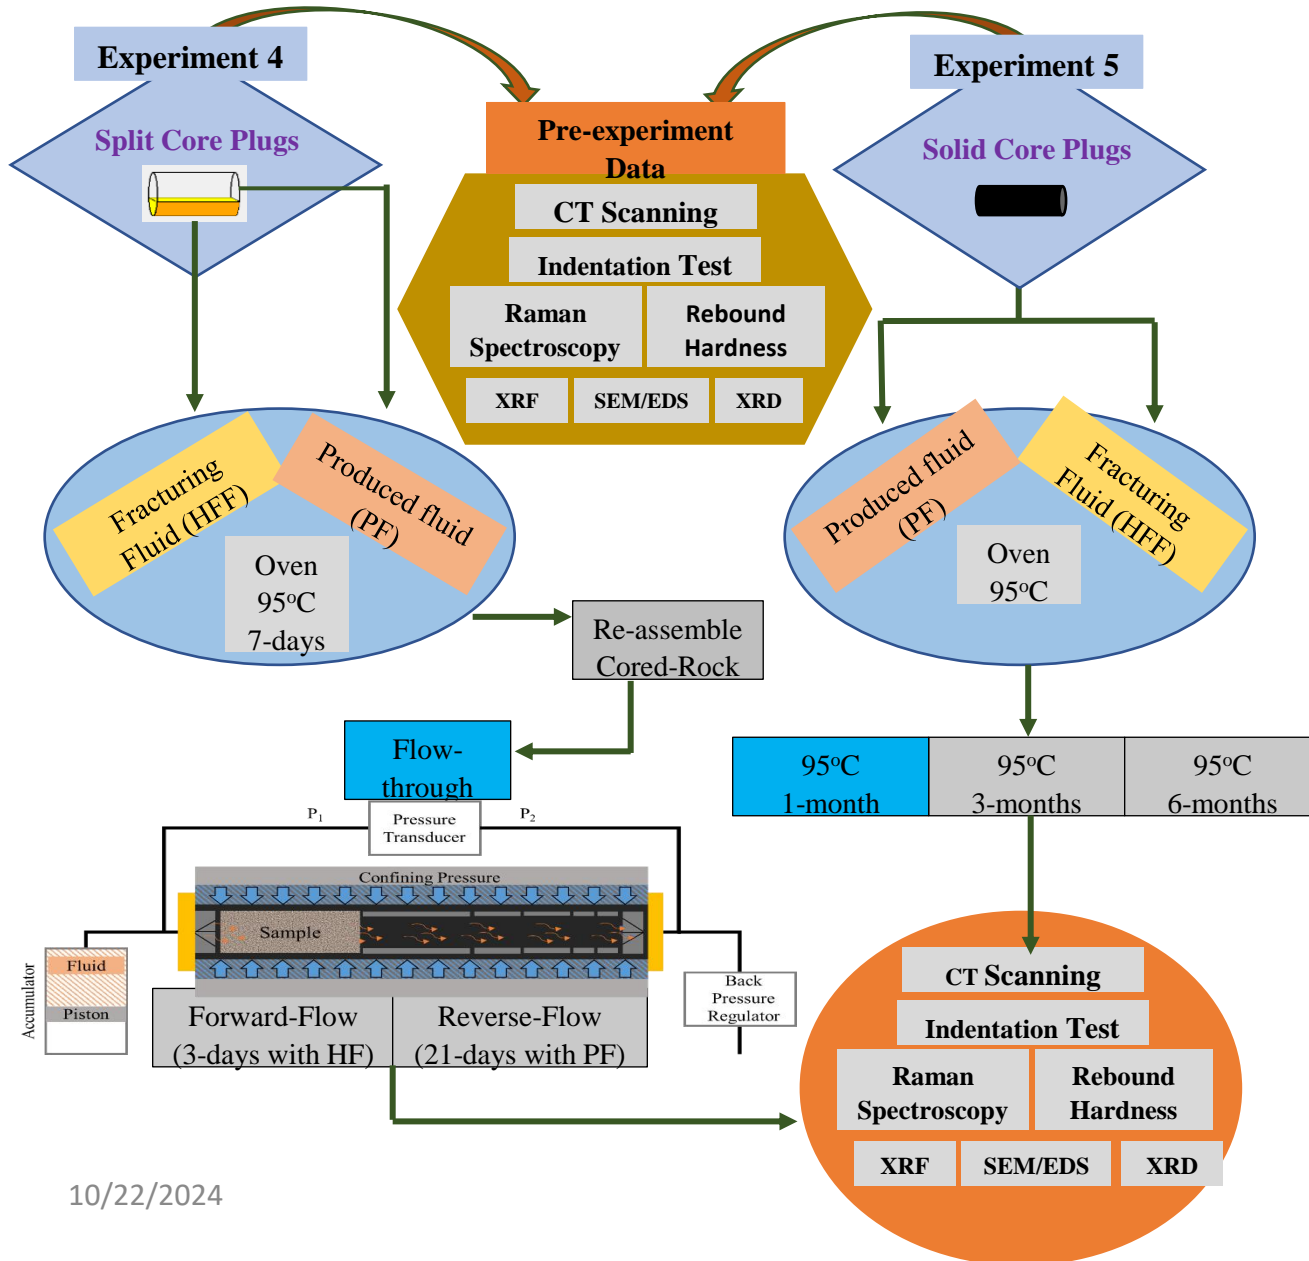 Experiment 4
Split Core Plugs
Pre-experiment
Data
CT Scanning
Indentation Test
Raman
Spectroscopy
Rebound
Hardness
XRF
SEM/EDS
XRD
Experiment 5
Solid Core Plugs
Fracturing
Fluid (HFF)
Produced fluid
(PF)
Oven
95°C
7-days
Produced fluid
(PF)
Fracturing
Fluid (HFF)
Oven
95°C
Re-assemble
Cored-Rock
Flow-
through
95°C
1-month
95°C
3-months
95°C
6-months
P1
Pressure
Transducer
P2
Confining Pressure
Sample
Accumulator
Fluid
Piston
Back
Pressure
Regulator
Forward-Flow
(3-days with HF)
Reverse-Flow
(21-days with PF)
CT Scanning
Indentation Test
Raman
Spectroscopy
Rebound
Hardness
XRF
SEM/EDS
XRD
10/22/2024